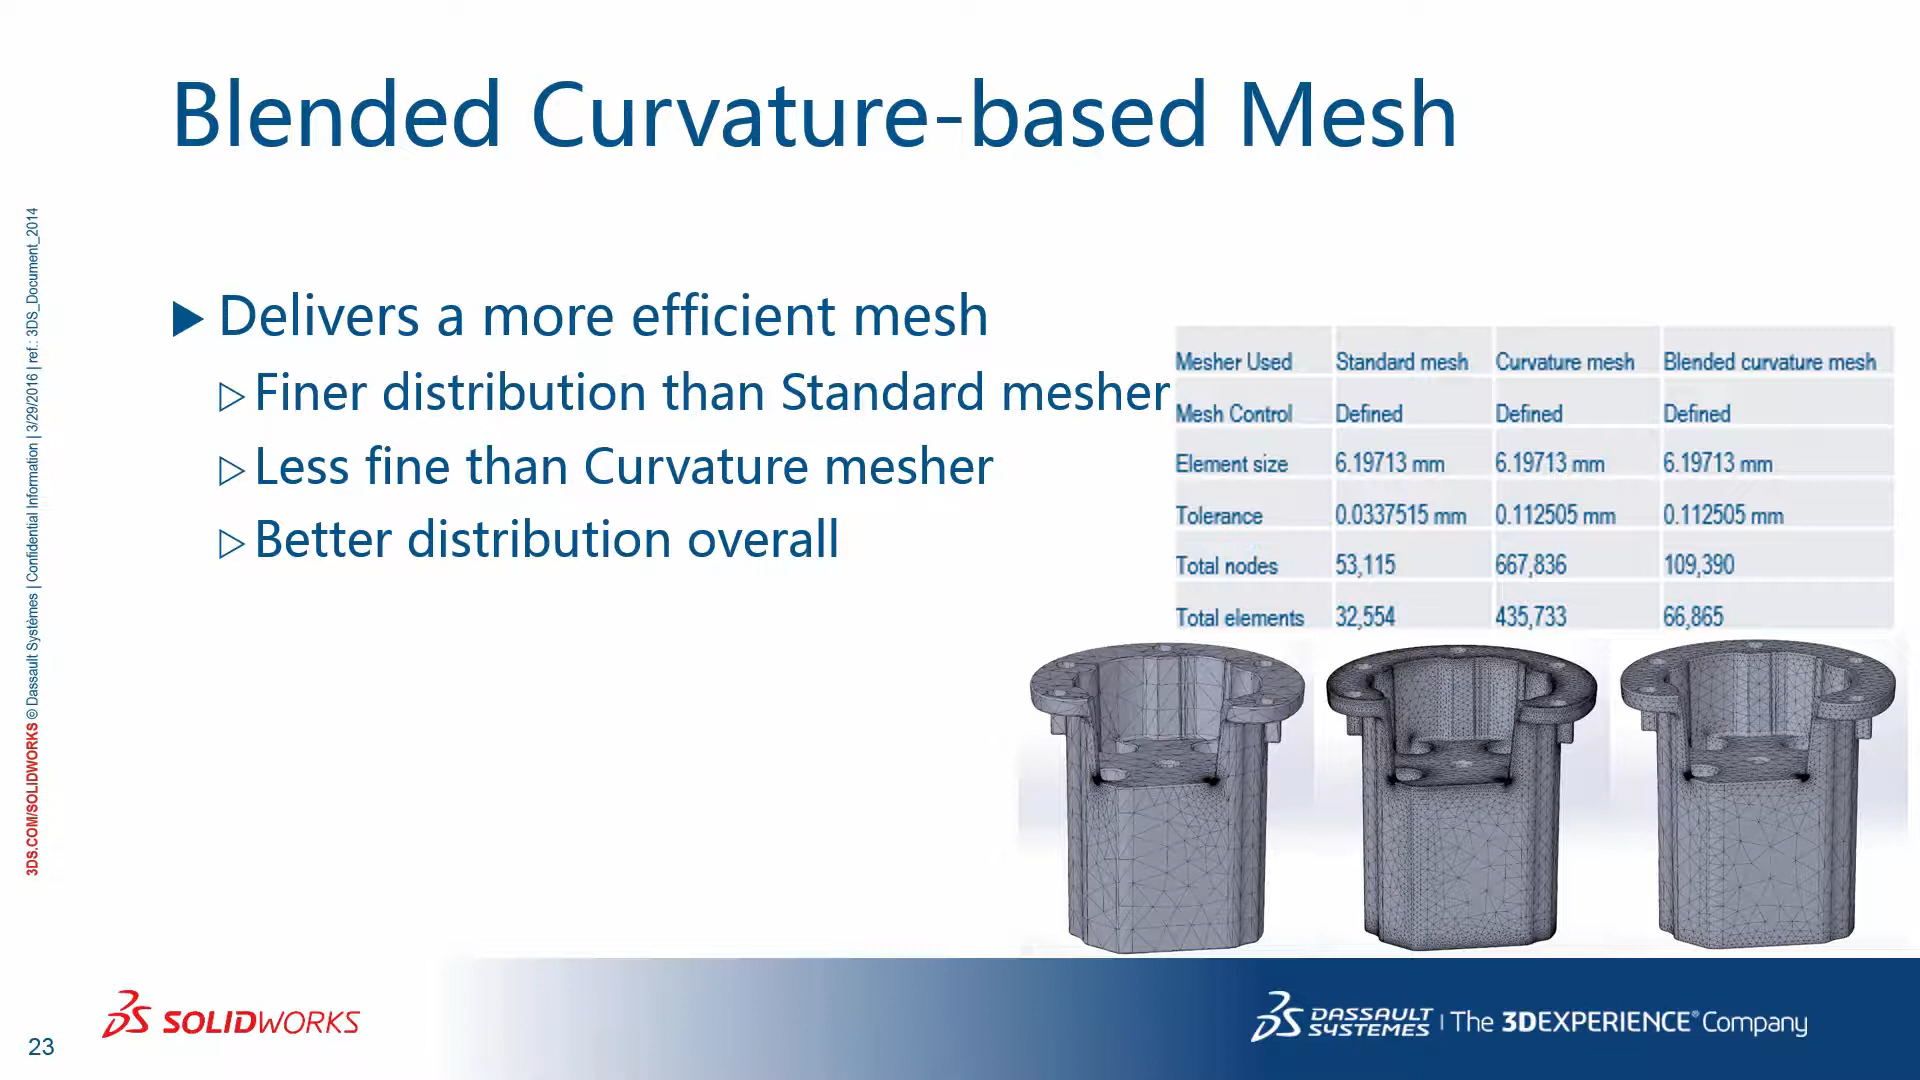 Blended Curvature-based Mesh
Delivers a more efficient mesh
Finer distribution than Standard mesher
Less fine than Curvature mesher
Better distribution overall
Mesher Used Standard mesh Curvature mesh Blended curvature mesh
Mesh Control Defined Defined Defined
Element size 6.19713 mm 6.19713 mm 6.19713 mm
Tolerance 0.0337515 mm 0.112505 mm 0.112505 mm
Total nodes 53,115 667,836 109,390
Total elements 32,554 435,733 66,865
3DS.COM/SOLIDWORKS © Dassault Systèmes | Confidential Information | 3/29/2016 | ref.: 3DS_Document_2014
23
SOLIDWORKS
DASSAULT SYSTEMES | The 3DEXPERIENCE® Company